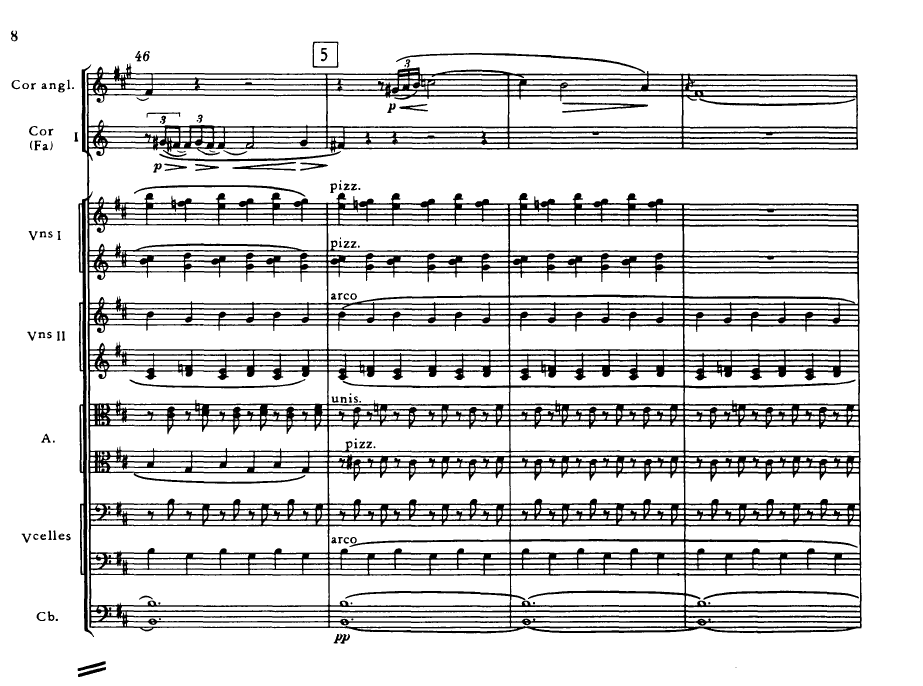 8
46
5
Cor angl.
3
p
Cor
(Fa)
I
3 3
p
pizz.
Vns I
pizz.
arco
Vns II
unis.
A.
pizz.
Vcelles
arco
Cb.
pp